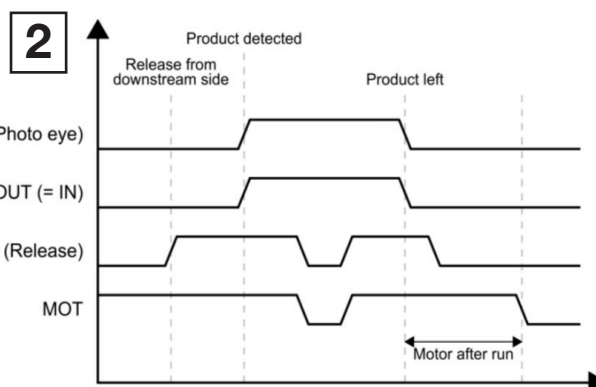 2
Product detected
Release from
downstream side
Product left
Photo eye)
OUT (= IN)
(Release)
MOT
Motor after run